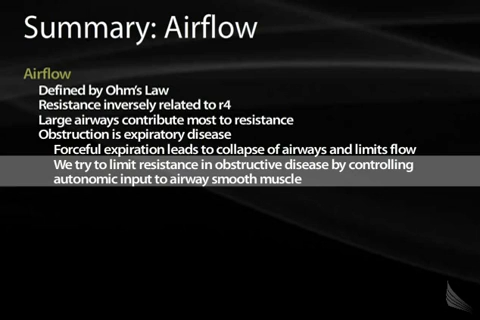 Summary: Airflow
Airflow
Defined by Ohm's Law
Resistance inversely related to r4
Large airways contribute most to resistance
Obstruction is expiratory disease
Forceful expiration leads to collapse of airways and limits flow
We try to limit resistance in obstructive disease by controlling
autonomic input to airway smooth muscle